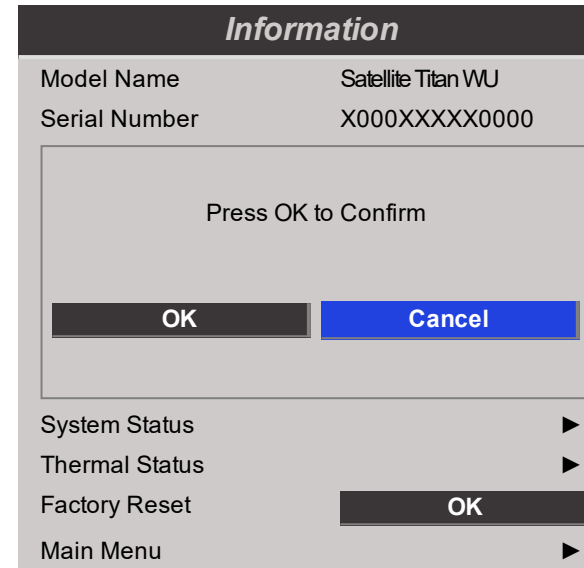 Information
Model Name Satellite Titan WU
Serial Number X000XXXXX0000
Press OK to Confirm
OK Cancel
System Status ►
Thermal Status ►
Factory Reset OK
Main Menu ►